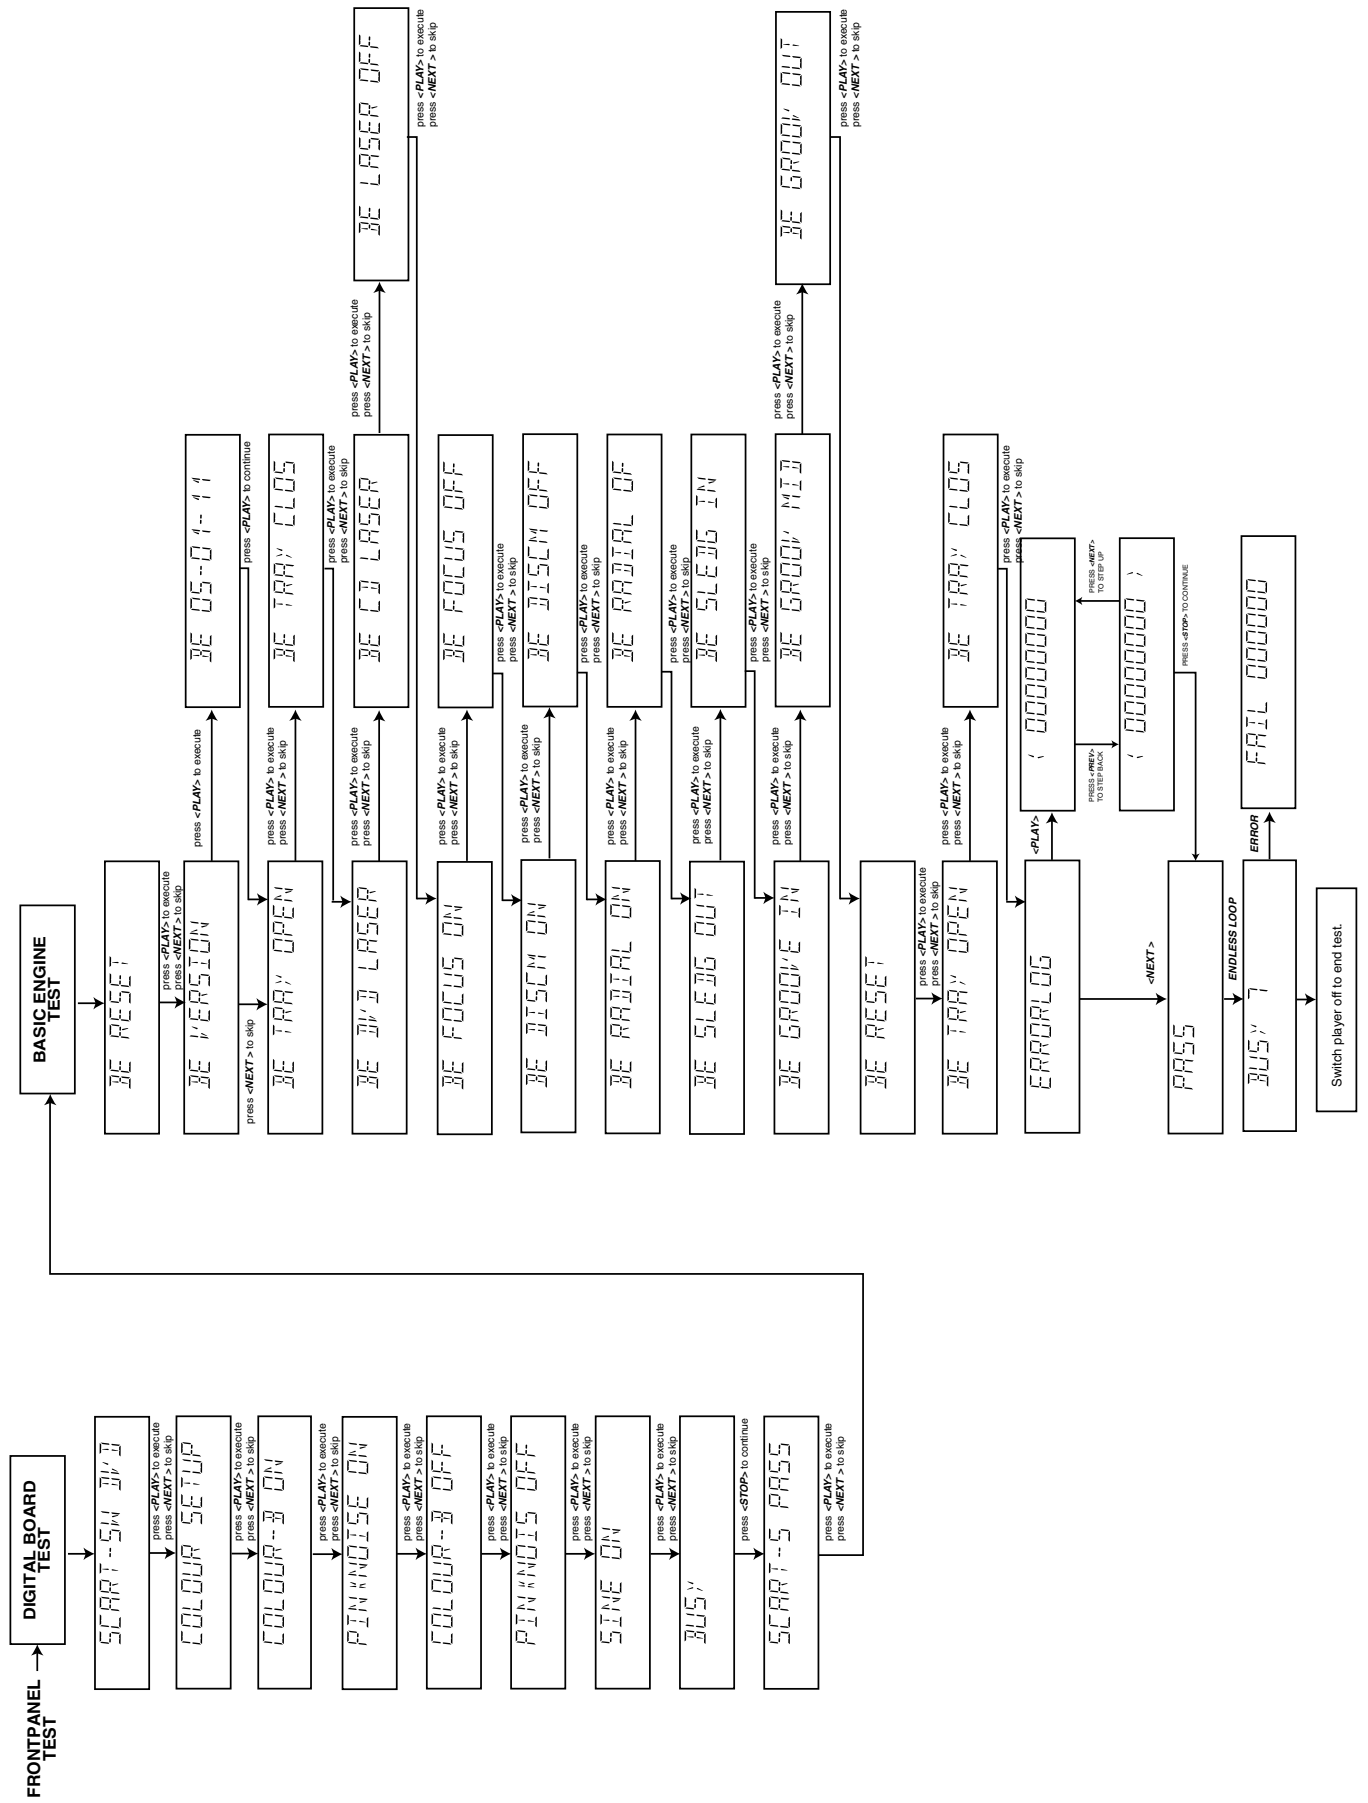 FRONTPANEL
TEST
DIGITAL BOARD
TEST
SCART-SW DVD
press <PLAY> to execute
press <NEXT > to skip
COLOUR SETUP
press <PLAY> to execute
press <NEXT > to skip
COLOUR-B ON
press <PLAY> to execute
press <NEXT > to skip
PINKNOISE ON
press <PLAY> to execute
press <NEXT > to skip
COLOUR-B OFF
press <PLAY> to execute
press <NEXT > to skip
PINKNOIS OFF
press <PLAY> to execute
press <NEXT > to skip
SINE ON
press <PLAY> to execute
press <NEXT > to skip
BUSY
press <STOP> to continue
SCART-S PASS
press <PLAY> to execute
press <NEXT > to skip
BASIC ENGINE
TEST
BE RESET
press <PLAY> to execute
press <NEXT > to skip
BE VERSION
press <PLAY> to execute
BE 05-01-11
press <NEXT > to skip
press <PLAY> to continue
BE TRAY OPEN
press <PLAY> to execute
press <NEXT > to skip
BE TRAY CLOS
press <PLAY> to execute
press <NEXT > to skip
BE DVD LASER
press <PLAY> to execute
press <NEXT > to skip
BE CD LASER
press <PLAY> to execute
press <NEXT > to skip
BE LASER OFF
press <PLAY> to execute
press <NEXT > to skip
BE FOCUS ON
press <PLAY> to execute
press <NEXT > to skip
BE FOCUS OFF
press <PLAY> to execute
press <NEXT > to skip
BE DISCM ON
press <PLAY> to execute
press <NEXT > to skip
BE DISCM OFF
press <PLAY> to execute
press <NEXT > to skip
BE RADIAL ON
press <PLAY> to execute
press <NEXT > to skip
BE RADIAL OF
press <PLAY> to execute
press <NEXT > to skip
BE SLEDG OUT
press <PLAY> to execute
press <NEXT > to skip
BE SLEDG IN
press <PLAY> to execute
press <NEXT > to skip
BE GROOVE IN
press <PLAY> to execute
press <NEXT > to skip
BE GROOV MID
press <PLAY> to execute
press <NEXT > to skip
BE GROOV OUT
press <PLAY> to execute
press <NEXT > to skip
BE RESET
press <PLAY> to execute
press <NEXT > to skip
BE TRAY OPEN
press <PLAY> to execute
press <NEXT > to skip
BE TRAY CLOS
press <PLAY> to execute
press <NEXT > to skip
ERRORLOG
<PLAY>
( 00000000
PRESS <PREV>
TO STEP BACK
PRESS <NEXT>
TO STEP UP
( 00000000 )
PRESS <STOP> TO CONTINUE
<NEXT >
PASS
ENDLESS LOOP
BUSY 7
ERROR
FAIL 000000
Switch player off to end test.